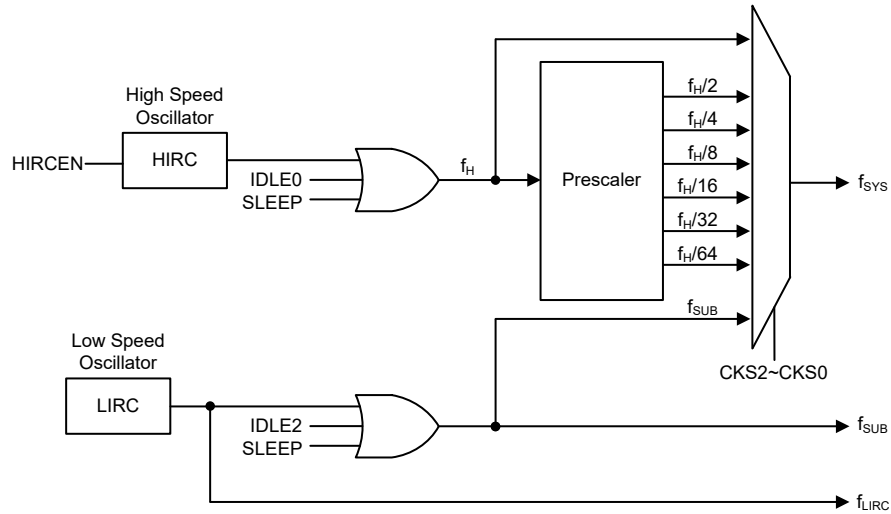 High Speed
Oscillator
HIRCEN
HIRC
IDLE0
SLEEP
fH
Prescaler
fH/2
fH/4
fH/8
fH/16
fH/32
fH/64
fSUB
fSYS
CKS2~CKS0
Low Speed
Oscillator
LIRC
IDLE2
SLEEP
fSUB
fLIRC